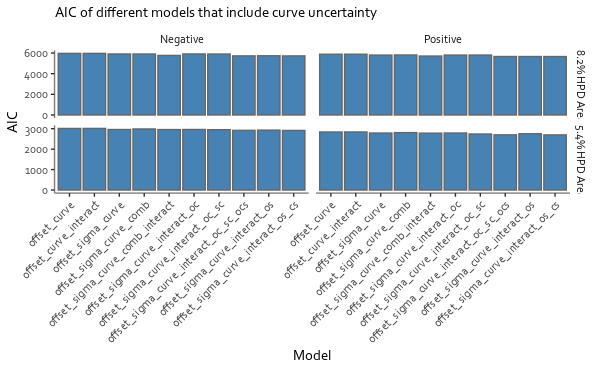 AIC of different models that include curve uncertainty
Negative
Positive
6000
4000
2000
0
3000
2000
1000
0
8.2% HPD Are
5.4% HPD Are
AIC
offset_curve
offset_curve_interact
offset_sigma_curve
offset_sigma_curve_comb
offset_sigma_curve_comb_interact
offset_sigma_curve_interact_oc
offset_sigma_curve_interact_oc_sc
offset_sigma_curve_interact_oc_sc_ocs
offset_sigma_curve_interact_os
offset_sigma_curve_interact_os_cs
offset_curve
offset_curve_interact
offset_sigma_curve
offset_sigma_curve_comb
offset_sigma_curve_comb_interact
offset_sigma_curve_interact_oc
offset_sigma_curve_interact_oc_sc
offset_sigma_curve_interact_oc_sc_ocs
offset_sigma_curve_interact_os
offset_sigma_curve_interact_os_cs
Model